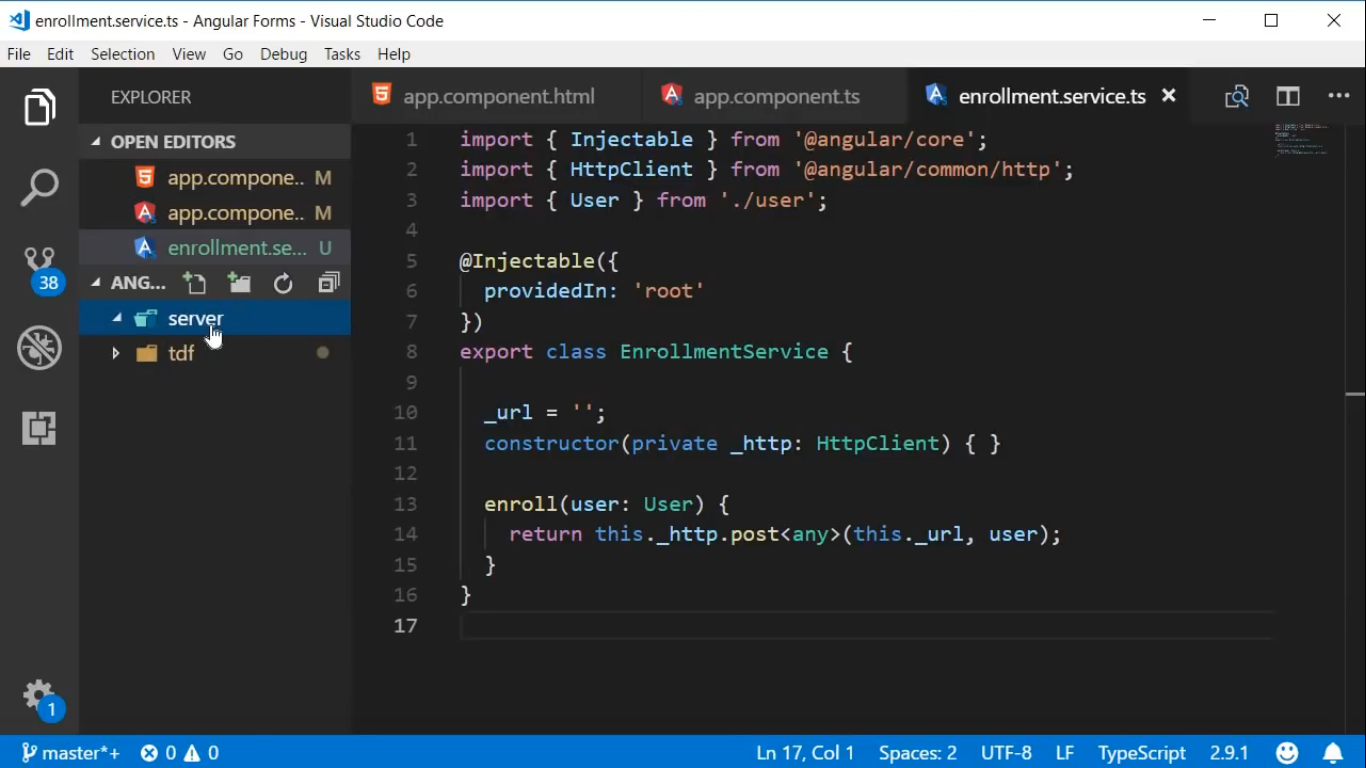 enrollment.service.ts - Angular Forms - Visual Studio Code
File Edit Selection View Go Debug Tasks Help
EXPLORER
OPEN EDITORS
app.compone.. M
app.compone.. M
enrollment.se... U
ANG...
server
tdf
38
1
app.component.html app.component.ts enrollment.service.ts
1 import { Injectable } from '@angular/core';
2 import { HttpClient } from '@angular/common/http';
3 import { User } from './user';
4
5 @Injectable({
6 providedIn: 'root'
7 })
8 export class EnrollmentService {
9
10 _url = '';
11 constructor(private _http: HttpClient) { }
12
13 enroll(user: User) {
14 return this._http.post<any>(this._url, user);
15 }
16 }
17
master*+ 0 0 Ln 17, Col 1 Spaces: 2 UTF-8 LF TypeScript 2.9.1